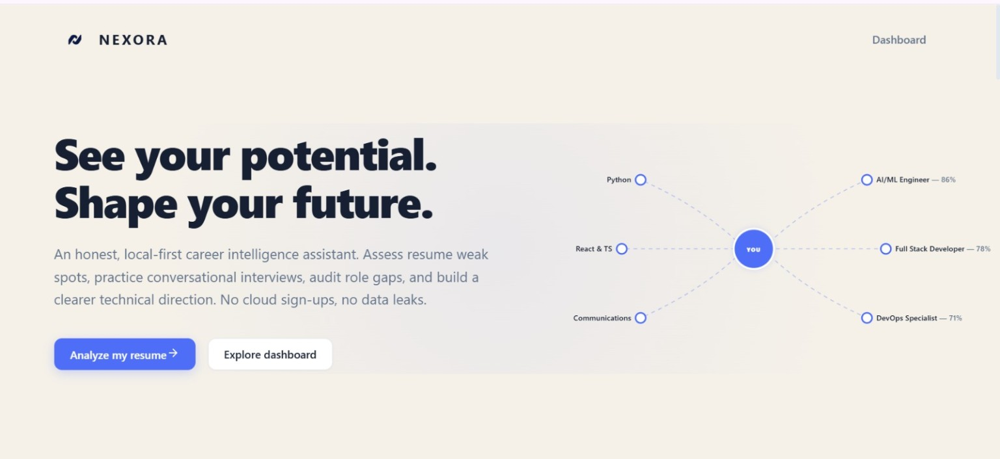 NEXORA
Dashboard
See your potential.
Shape your future.
An honest, local-first career intelligence assistant. Assess resume weak
spots, practice conversational interviews, audit role gaps, and build a
clearer technical direction. No cloud sign-ups, no data leaks.
Analyze my resume →
Explore dashboard
Python
AI/ML Engineer — 86%
React & TS
YOU
Full Stack Developer — 78%
Communications
DevOps Specialist — 71%